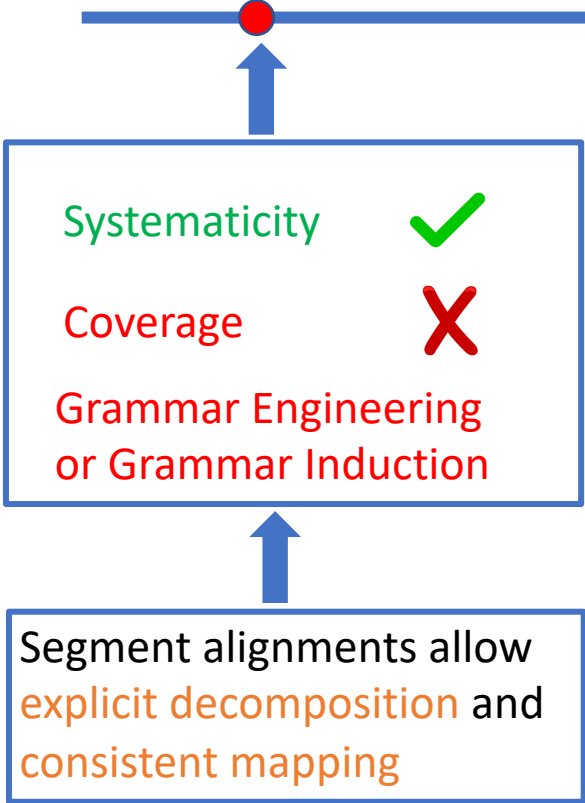 Systematicity
Coverage
Grammar Engineering
or Grammar Induction
Segment alignments allow
explicit decomposition and
consistent mapping